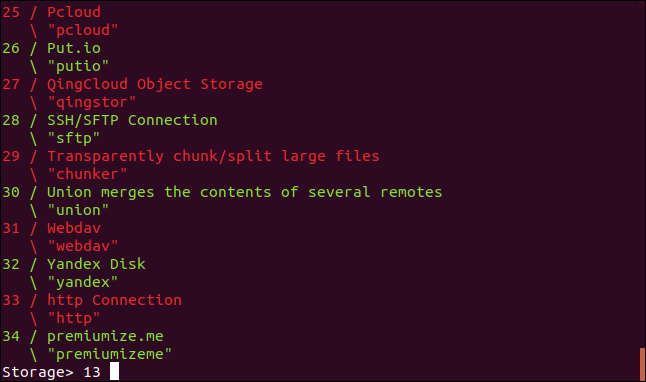 25 / Pcloud
   \ "pcloud"
26 / Put.io
   \ "putio"
27 / QingCloud Object Storage
   \ "qingstor"
28 / SSH/SFTP Connection
   \ "sftp"
29 / Transparently chunk/split large files
   \ "chunker"
30 / Union merges the contents of several remotes
   \ "union"
31 / Webdav
   \ "webdav"
32 / Yandex Disk
   \ "yandex"
33 / http Connection
   \ "http"
34 / premiumize.me
   \ "premiumizeme"
Storage> 13